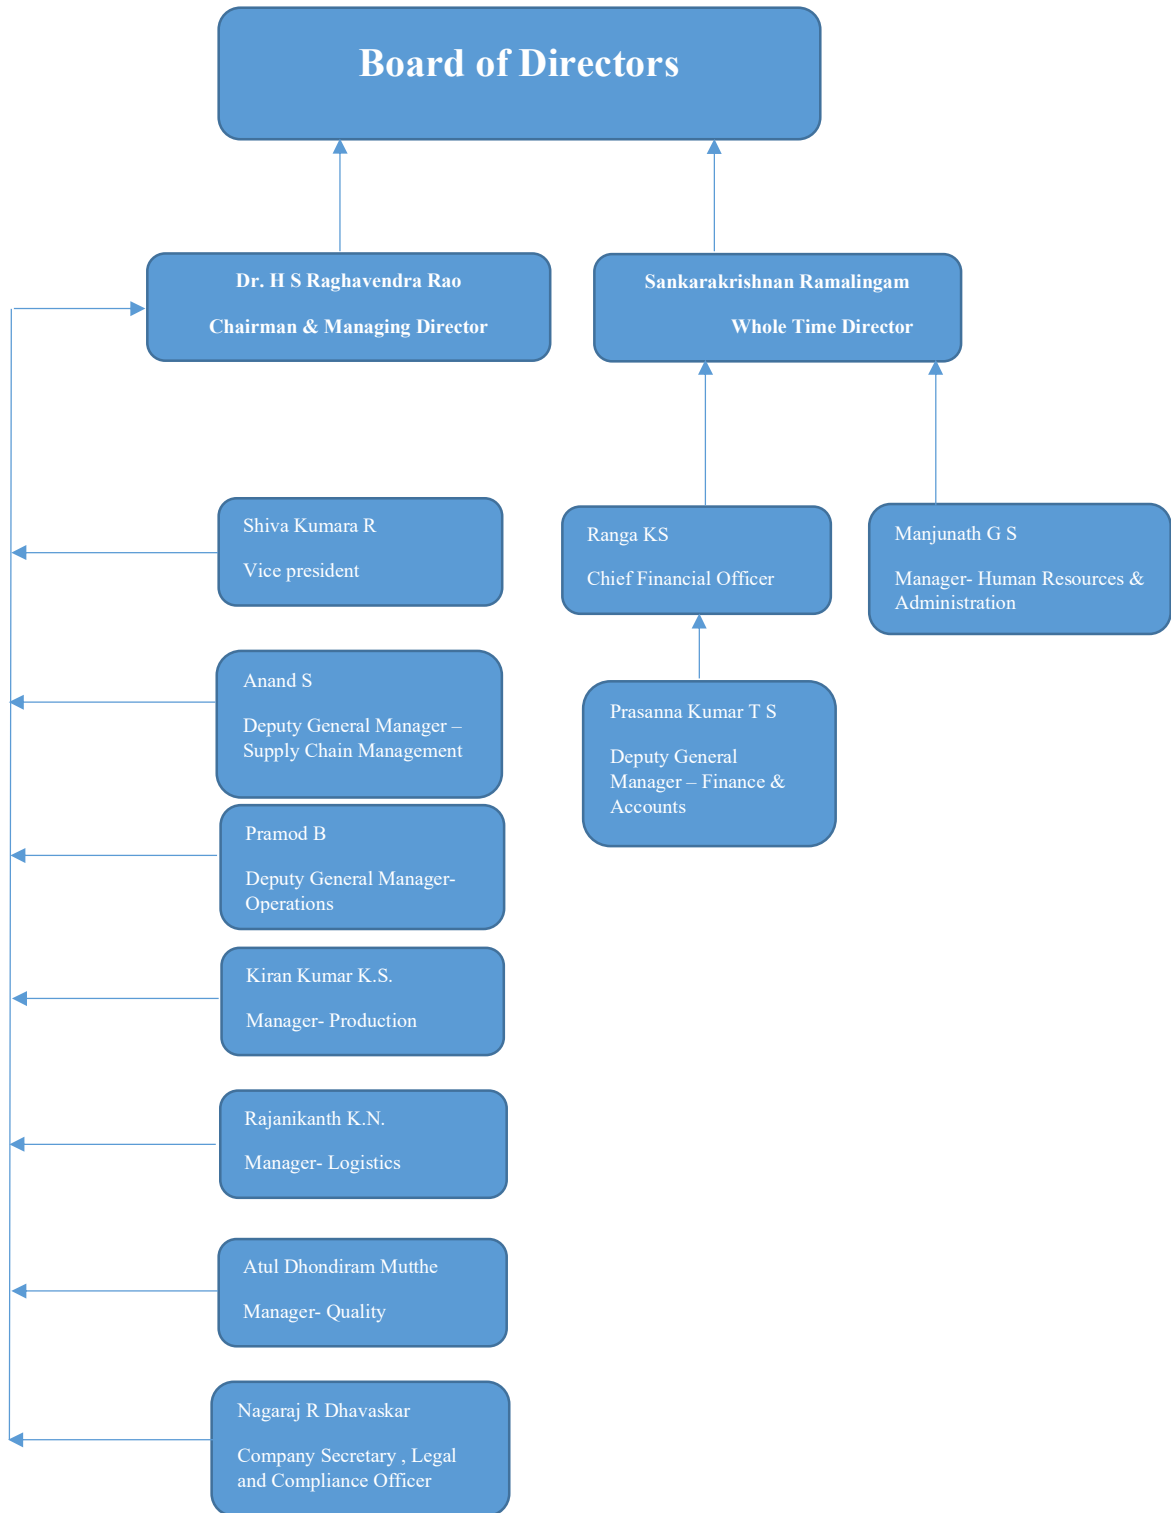 Board of Directors
Dr. H S Raghavendra Rao
Chairman & Managing Director
Sankarakrishnan Ramalingam
Whole Time Director
Shiva Kumara R
Vice president
Ranga KS
Chief Financial Officer
Manjunath G S
Manager- Human Resources &
Administration
Anand S
Deputy General Manager –
Supply Chain Management
Prasanna Kumar T S
Deputy General
Manager – Finance &
Accounts
Pramod B
Deputy General Manager-
Operations
Kiran Kumar K.S.
Manager- Production
Rajanikanth K.N.
Manager- Logistics
Atul Dhondiram Mutthe
Manager- Quality
Nagaraj R Dhavaskar
Company Secretary , Legal
and Compliance Officer